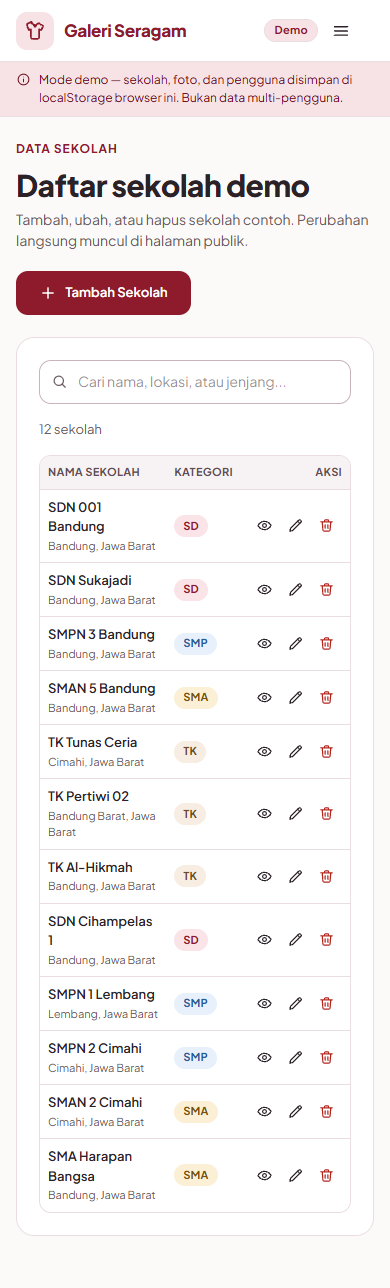 Galeri Seragam
Demo
Mode demo — sekolah, foto, dan pengguna disimpan di
localStorage browser ini. Bukan data multi-pengguna.
DATA SEKOLAH
Daftar sekolah demo
Tambah, ubah, atau hapus sekolah contoh. Perubahan
langsung muncul di halaman publik.
Tambah Sekolah
Cari nama, lokasi, atau jenjang...
12 sekolah
NAMA SEKOLAH KATEGORI AKSI
SDN 001
Bandung
Bandung, Jawa Barat
SD
SDN Sukajadi
Bandung, Jawa Barat
SD
SMPN 3 Bandung
Bandung, Jawa Barat
SMP
SMAN 5 Bandung
Bandung, Jawa Barat
SMA
TK Tunas Ceria
Cimahi, Jawa Barat
TK
TK Pertiwi 02
Bandung Barat, Jawa
Barat
TK
TK Al-Hikmah
Bandung, Jawa Barat
TK
SDN Cihampelas
1
Bandung, Jawa Barat
SD
SMPN 1 Lembang
Lembang, Jawa Barat
SMP
SMPN 2 Cimahi
Cimahi, Jawa Barat
SMP
SMAN 2 Cimahi
Cimahi, Jawa Barat
SMA
SMA Harapan
Bangsa
Bandung, Jawa Barat
SMA